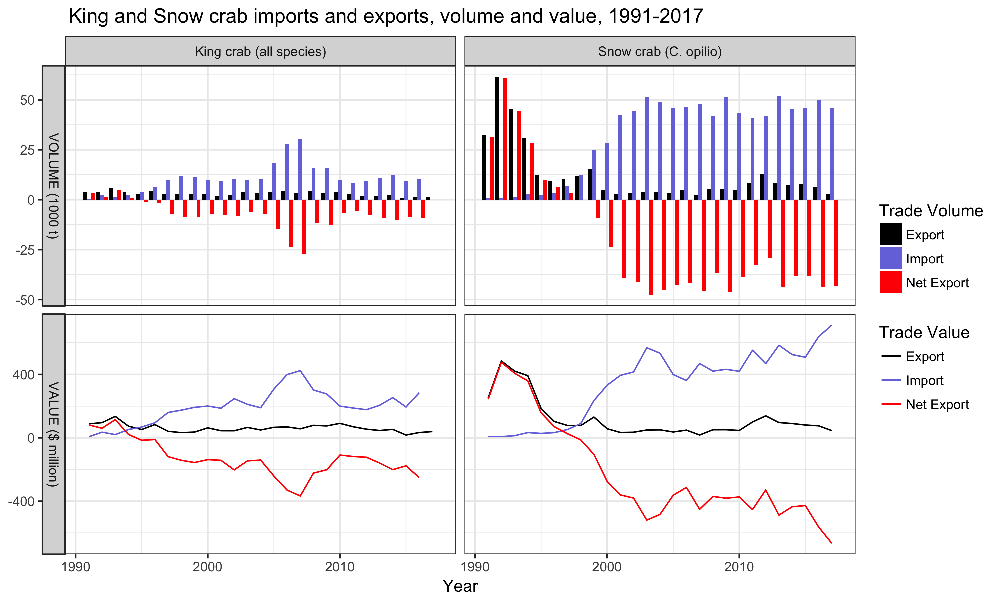 King and Snow crab imports and exports, volume and value, 1991-2017
King crab (all species)
Snow crab (C. opilio)
VOLUME (1000 t)
50
25
0
-25
-50
VALUE ($ million)
400
0
-400
1990
2000
2010
1990
2000
2010
Year
Trade Volume
Export
Import
Net Export
Trade Value
Export
Import
Net Export